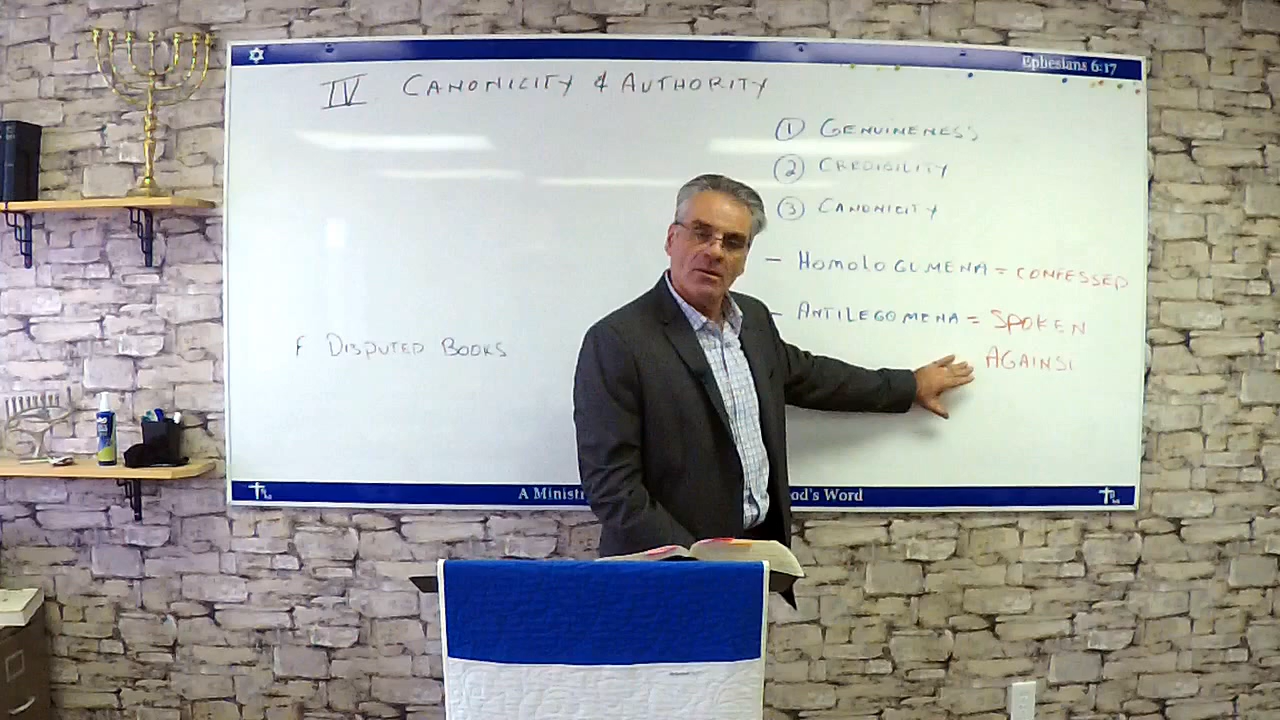 Ephesians 6:17
IV CANONICITY & AUTHORITY
① GENUINENESS
② CREDIBILITY
③ CANONICITY
- HOMOLOGUMENA = CONFESSED
- ANTILEGOMENA = SPOKEN
AGAINST
F DISPUTED BOOKS
A Minist
od's Word